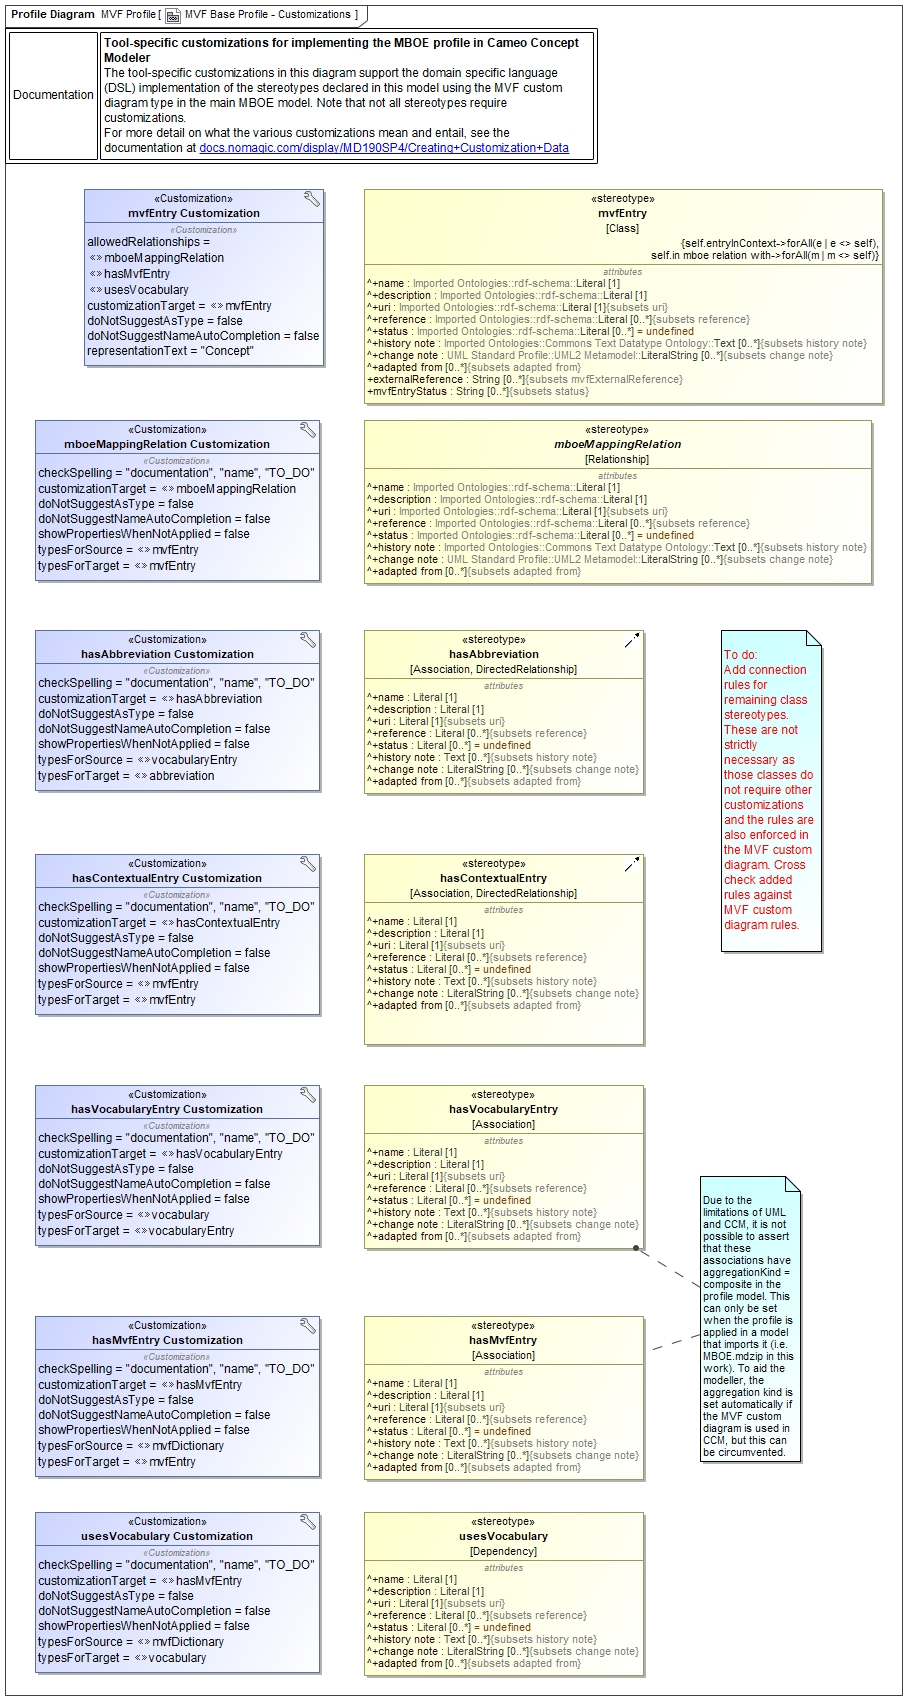 Profile Diagram MVF Profile [ MVF Base Profile - Customizations ]
Documentation
Tool-specific customizations for implementing the MBOE profile in Cameo Concept
Modeler
The tool-specific customizations in this diagram support the domain specific language
(DSL) implementation of the stereotypes declared in this model using the MVF custom
diagram type in the main MBOE model. Note that not all stereotypes require
customizations.
For more detail on what the various customizations mean and entail, see the
documentation at docs.nomagic.com/display/MD190SP4/Creating+Customization+Data
«Customization»
mvfEntry Customization
«Customization»
allowedRelationships =
«»mboeMappingRelation
«»hasMvfEntry
«»usesVocabulary
customizationTarget = «»mvfEntry
doNotSuggestAsType = false
doNotSuggestNameAutoCompletion = false
representationText = "Concept"
«stereotype»
mvfEntry
[Class]
{self.entryInContext->forAll(e | e <> self),
self.in mboe relation with->forAll(m | m <> self)}
attributes
^+name : Imported Ontologies::rdf-schema::Literal [1]
^+description : Imported Ontologies::rdf-schema::Literal [1]
^+uri : Imported Ontologies::rdf-schema::Literal [1]{subsets uri}
^+reference : Imported Ontologies::rdf-schema::Literal [0..*]{subsets reference}
^+status : Imported Ontologies::rdf-schema::Literal [0..*] = undefined
^+history note : Imported Ontologies::Commons Text Datatype Ontology::Text [0..*]{subsets history note}
^+change note : UML Standard Profile::UML2 Metamodel::LiteralString [0..*]{subsets change note}
^+adapted from [0..*]{subsets adapted from}
+externalReference : String [0..*]{subsets mvfExternalReference}
+mvfEntryStatus : String [0..*]{subsets status}
«Customization»
mboeMappingRelation Customization
«Customization»
checkSpelling = "documentation", "name", "TO_DO"
customizationTarget = «»mboeMappingRelation
doNotSuggestAsType = false
doNotSuggestNameAutoCompletion = false
showPropertiesWhenNotApplied = false
typesForSource = «»mvfEntry
typesForTarget = «»mvfEntry
«stereotype»
mboeMappingRelation
[Relationship]
attributes
^+name : Imported Ontologies::rdf-schema::Literal [1]
^+description : Imported Ontologies::rdf-schema::Literal [1]
^+uri : Imported Ontologies::rdf-schema::Literal [1]{subsets uri}
^+reference : Imported Ontologies::rdf-schema::Literal [0..*]{subsets reference}
^+status : Imported Ontologies::rdf-schema::Literal [0..*] = undefined
^+history note : Imported Ontologies::Commons Text Datatype Ontology::Text [0..*]{subsets history note}
^+change note : UML Standard Profile::UML2 Metamodel::LiteralString [0..*]{subsets change note}
^+adapted from [0..*]{subsets adapted from}
«Customization»
hasAbbreviation Customization
«Customization»
checkSpelling = "documentation", "name", "TO_DO"
customizationTarget = «»hasAbbreviation
doNotSuggestAsType = false
doNotSuggestNameAutoCompletion = false
showPropertiesWhenNotApplied = false
typesForSource = «»vocabularyEntry
typesForTarget = «»abbreviation
«stereotype»
hasAbbreviation
[Association, DirectedRelationship]
attributes
^+name : Literal [1]
^+description : Literal [1]
^+uri : Literal [1]{subsets uri}
^+reference : Literal [0..*]{subsets reference}
^+status : Literal [0..*] = undefined
^+history note : Text [0..*]{subsets history note}
^+change note : LiteralString [0..*]{subsets change note}
^+adapted from [0..*]{subsets adapted from}
To do:
Add connection
rules for
remaining class
stereotypes.
These are not
strictly
necessary as
those classes do
not require other
customizations
and the rules are
also enforced in
the MVF custom
diagram. Cross
check added
rules against
MVF custom
diagram rules.
«Customization»
hasContextualEntry Customization
«Customization»
checkSpelling = "documentation", "name", "TO_DO"
customizationTarget = «»hasContextualEntry
doNotSuggestAsType = false
doNotSuggestNameAutoCompletion = false
showPropertiesWhenNotApplied = false
typesForSource = «»mvfEntry
typesForTarget = «»mvfEntry
«stereotype»
hasContextualEntry
[Association, DirectedRelationship]
attributes
^+name : Literal [1]
^+description : Literal [1]
^+uri : Literal [1]{subsets uri}
^+reference : Literal [0..*]{subsets reference}
^+status : Literal [0..*] = undefined
^+history note : Text [0..*]{subsets history note}
^+change note : LiteralString [0..*]{subsets change note}
^+adapted from [0..*]{subsets adapted from}
«Customization»
hasVocabularyEntry Customization
«Customization»
checkSpelling = "documentation", "name", "TO_DO"
customizationTarget = «»hasVocabularyEntry
doNotSuggestAsType = false
doNotSuggestNameAutoCompletion = false
showPropertiesWhenNotApplied = false
typesForSource = «»vocabulary
typesForTarget = «»vocabularyEntry
«stereotype»
hasVocabularyEntry
[Association]
attributes
^+name : Literal [1]
^+description : Literal [1]
^+uri : Literal [1]{subsets uri}
^+reference : Literal [0..*]{subsets reference}
^+status : Literal [0..*] = undefined
^+history note : Text [0..*]{subsets history note}
^+change note : LiteralString [0..*]{subsets change note}
^+adapted from [0..*]{subsets adapted from}
Due to the
limitations of UML
and CCM, it is not
possible to assert
that these
associations have
aggregationKind =
composite in the
profile model. This
can only be set
when the profile is
applied in a model
that imports it (i.e.
MBOE.mdzip in this
work). To aid the
modeller, the
aggregation kind is
set automatically if
the MVF custom
diagram is used in
CCM, but this can
be circumvented.
«Customization»
hasMvfEntry Customization
«Customization»
checkSpelling = "documentation", "name", "TO_DO"
customizationTarget = «»hasMvfEntry
doNotSuggestAsType = false
doNotSuggestNameAutoCompletion = false
showPropertiesWhenNotApplied = false
typesForSource = «»mvfDictionary
typesForTarget = «»mvfEntry
«stereotype»
hasMvfEntry
[Association]
attributes
^+name : Literal [1]
^+description : Literal [1]
^+uri : Literal [1]{subsets uri}
^+reference : Literal [0..*]{subsets reference}
^+status : Literal [0..*] = undefined
^+history note : Text [0..*]{subsets history note}
^+change note : LiteralString [0..*]{subsets change note}
^+adapted from [0..*]{subsets adapted from}
«Customization»
usesVocabulary Customization
«Customization»
checkSpelling = "documentation", "name", "TO_DO"
customizationTarget = «»hasMvfEntry
doNotSuggestAsType = false
doNotSuggestNameAutoCompletion = false
showPropertiesWhenNotApplied = false
typesForSource = «»mvfDictionary
typesForTarget = «»vocabulary
«stereotype»
usesVocabulary
[Dependency]
attributes
^+name : Literal [1]
^+description : Literal [1]
^+uri : Literal [1]{subsets uri}
^+reference : Literal [0..*]{subsets reference}
^+status : Literal [0..*] = undefined
^+history note : Text [0..*]{subsets history note}
^+change note : LiteralString [0..*]{subsets change note}
^+adapted from [0..*]{subsets adapted from}